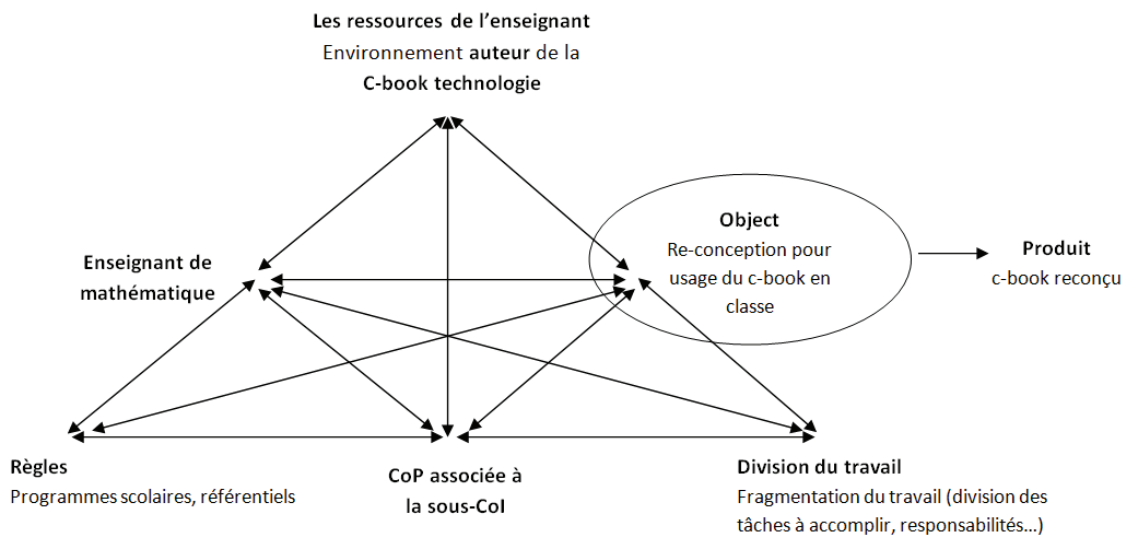 Les ressources de l’enseignant
Environnement auteur de la
C-book technologie
Enseignant de
mathématique
Object
Re-conception pour
usage du c-book en
classe
Produit
c-book reconçu
Règles
Programmes scolaires, référentiels
CoP associée à
la sous-CoI
Division du travail
Fragmentation du travail (division des
tâches à accomplir, responsabilités…)